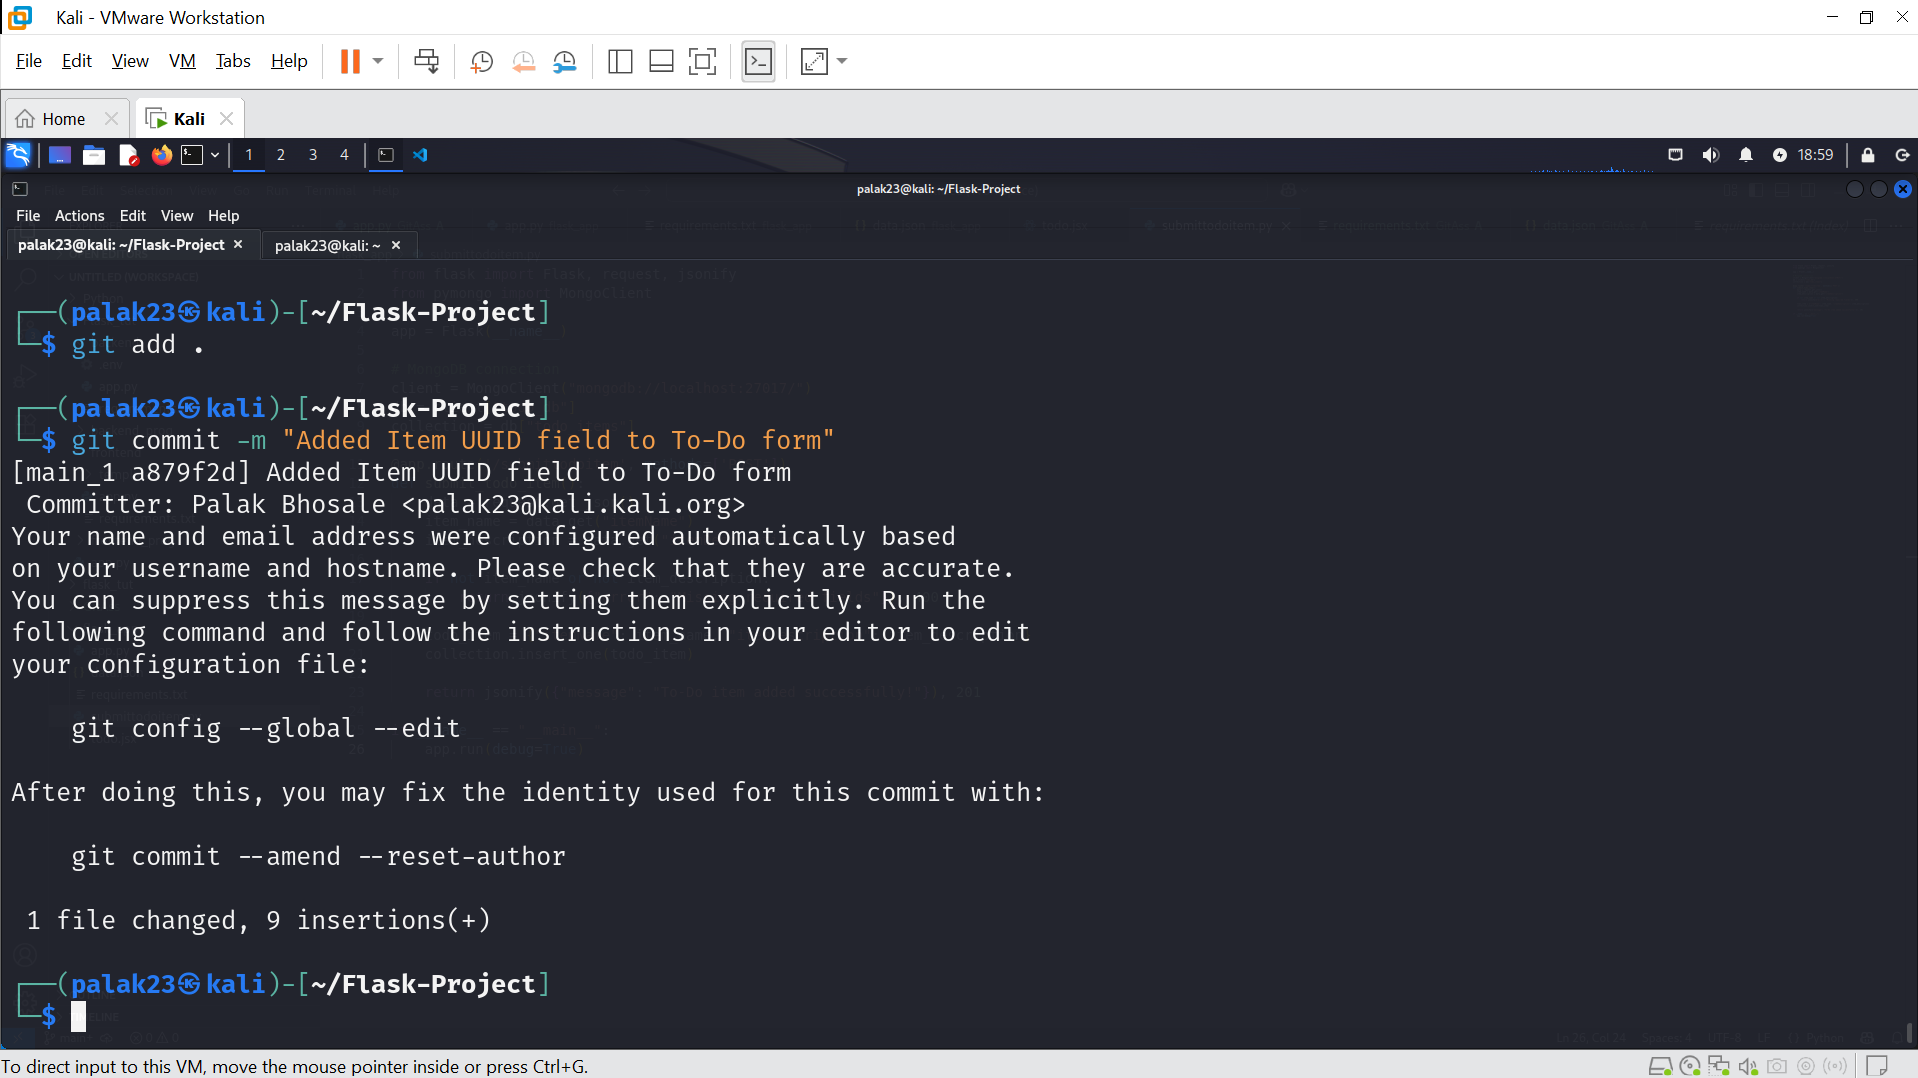 Kali - VMware Workstation
File Edit View VM Tabs Help
Home Kali
1 2 3 4 18:59
palak23@kali: ~/Flask-Project
File Actions Edit View Help
palak23@kali: ~/Flask-Project palak23@kali: ~
(palak23㉿kali)-[~/Flask-Project]
$ git add .
(palak23㉿kali)-[~/Flask-Project]
$ git commit -m "Added Item UUID field to To-Do form"
[main_1 a879f2d] Added Item UUID field to To-Do form
Committer: Palak Bhosale <palak23@kali.kali.org>
Your name and email address were configured automatically based
on your username and hostname. Please check that they are accurate.
You can suppress this message by setting them explicitly. Run the
following command and follow the instructions in your editor to edit
your configuration file:
git config --global --edit
After doing this, you may fix the identity used for this commit with:
git commit --amend --reset-author
1 file changed, 9 insertions(+)
(palak23㉿kali)-[~/Flask-Project]
$
To direct input to this VM, move the mouse pointer inside or press Ctrl+G.